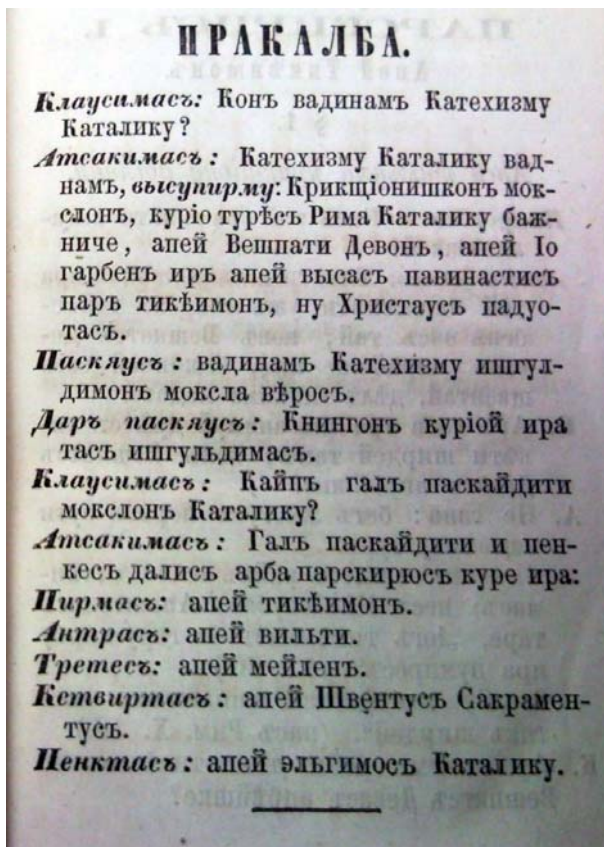 ПРАКАЛБА.
Клаусимасъ: Конъ вадинамъ Катехизму
Каталику?
Атсакимасъ: Катехизму Каталику вад-
намъ, высупирму: Крикщіонишконъ мок-
слонъ, куріо турѣсъ Рима Каталику баж-
ниче, апей Вешпати Девонъ, апей Іо
гарбенъ иръ апей высасъ павинастисъ
паръ тикѣимонъ, ну Христаусъ падуо-
тасъ.
Паскяусъ: вадинамъ Катехизму ишгул-
димонъ моксла вѣросъ.
Даръ паскяусъ: Кнингонъ куріой ира
тасъ ишгульдимасъ.
Клаусимасъ: Кайпъ галъ паскайдити
мокслонъ Каталику?
Атсакимасъ: Галъ паскайдити и пен-
кесъ далисъ арба парскирюсъ куре ира:
Пирмасъ: апей тикѣимонъ.
Антрасъ: апей вильти.
Третесъ: апей мейленъ.
Кетвиртасъ: апей Швентусъ Сакрамен-
тусъ.
Пенктасъ: апей эльгимосъ Каталику.